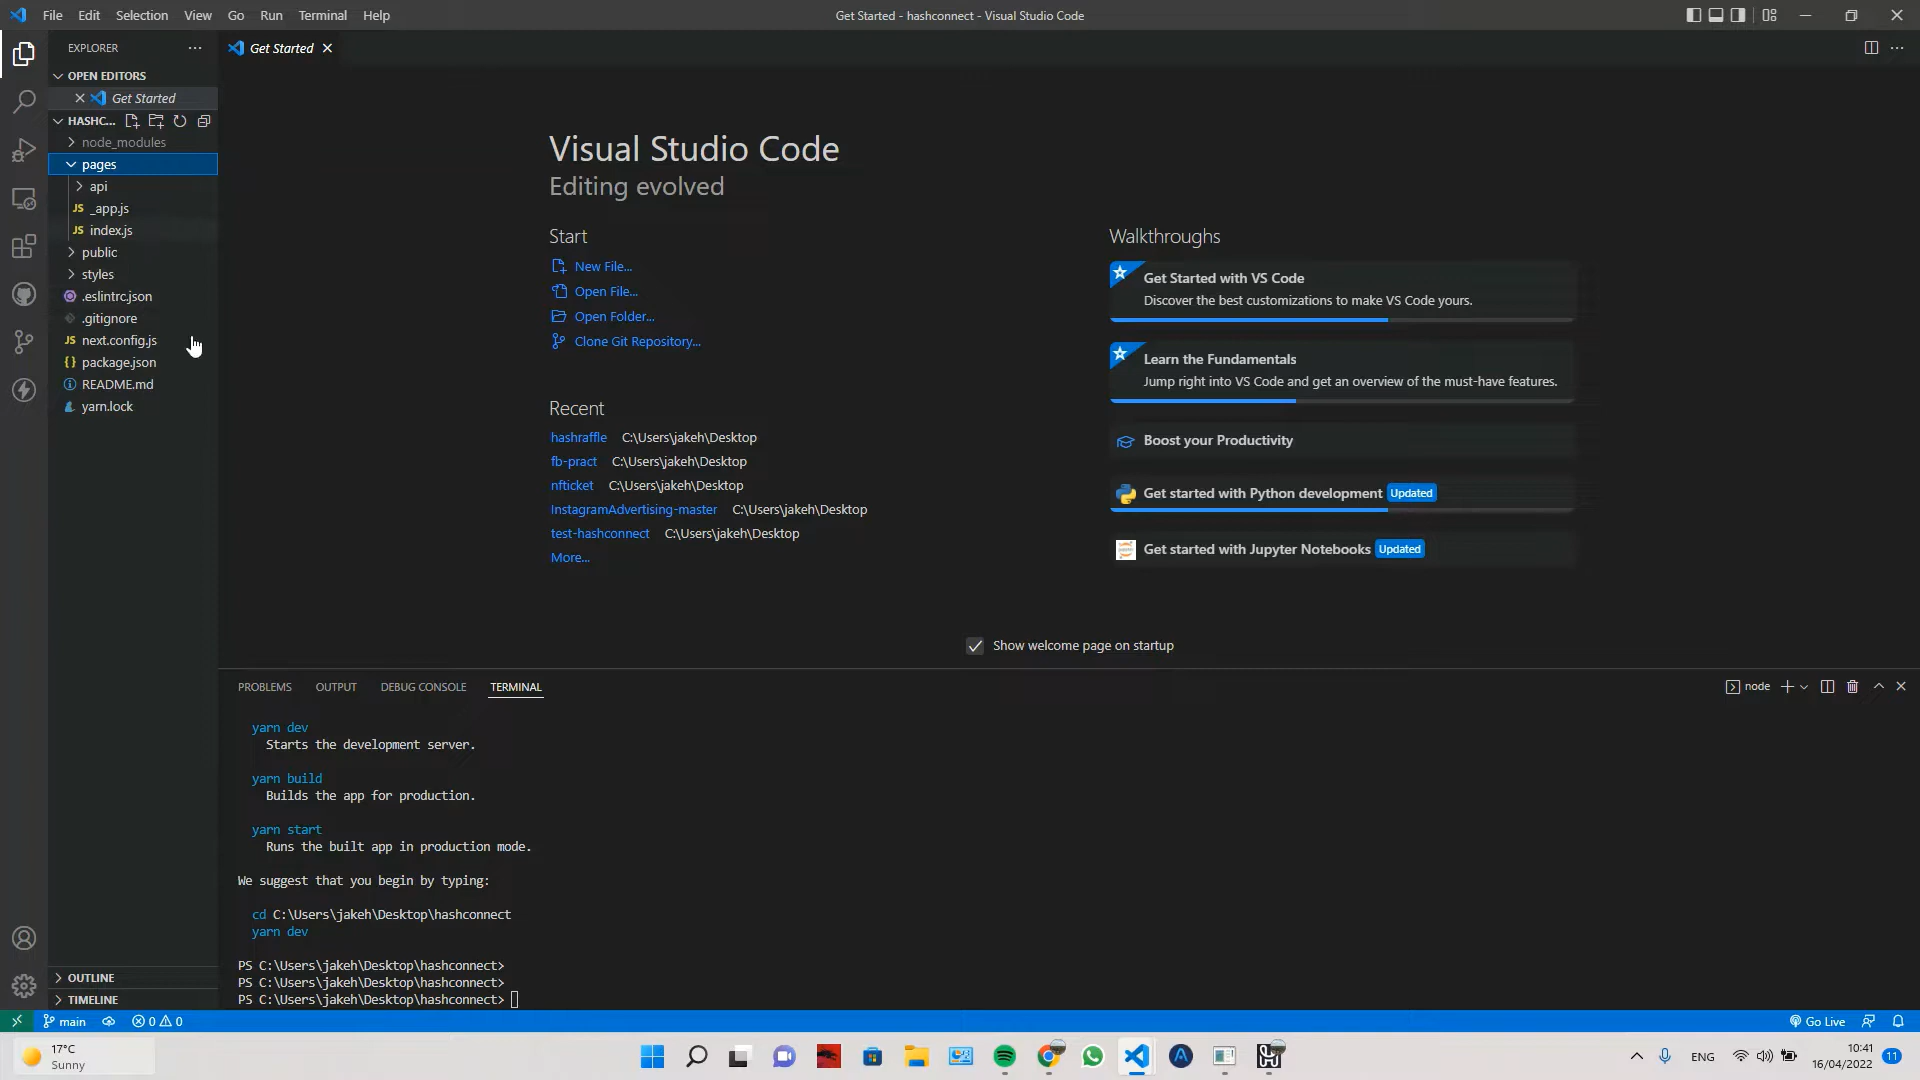 File Edit Selection View Go Run Terminal Help
Get Started - hashconnect - Visual Studio Code
EXPLORER
Get Started
OPEN EDITORS
Get Started
HASHC...
node_modules
pages
api
JS _app.js
JS index.js
public
styles
.eslintrc.json
.gitignore
JS next.config.js
{} package.json
README.md
yarn.lock
OUTLINE
TIMELINE
Visual Studio Code
Editing evolved
Start
New File...
Open File...
Open Folder...
Clone Git Repository...
Recent
hashraffle C:\Users\jakeh\Desktop
fb-pract C:\Users\jakeh\Desktop
nfticket C:\Users\jakeh\Desktop
InstagramAdvertising-master C:\Users\jakeh\Desktop
test-hashconnect C:\Users\jakeh\Desktop
More...
Walkthroughs
Get Started with VS Code
Discover the best customizations to make VS Code yours.
Learn the Fundamentals
Jump right into VS Code and get an overview of the must-have features.
Boost your Productivity
Get started with Python development Updated
Get started with Jupyter Notebooks Updated
Show welcome page on startup
PROBLEMS OUTPUT DEBUG CONSOLE TERMINAL
node
yarn dev
Starts the development server.
yarn build
Builds the app for production.
yarn start
Runs the built app in production mode.
We suggest that you begin by typing:
cd C:\Users\jakeh\Desktop\hashconnect
yarn dev
PS C:\Users\jakeh\Desktop\hashconnect>
PS C:\Users\jakeh\Desktop\hashconnect>
PS C:\Users\jakeh\Desktop\hashconnect>
main 0 0
Go Live
17°C
Sunny
ENG
10:41
16/04/2022
11